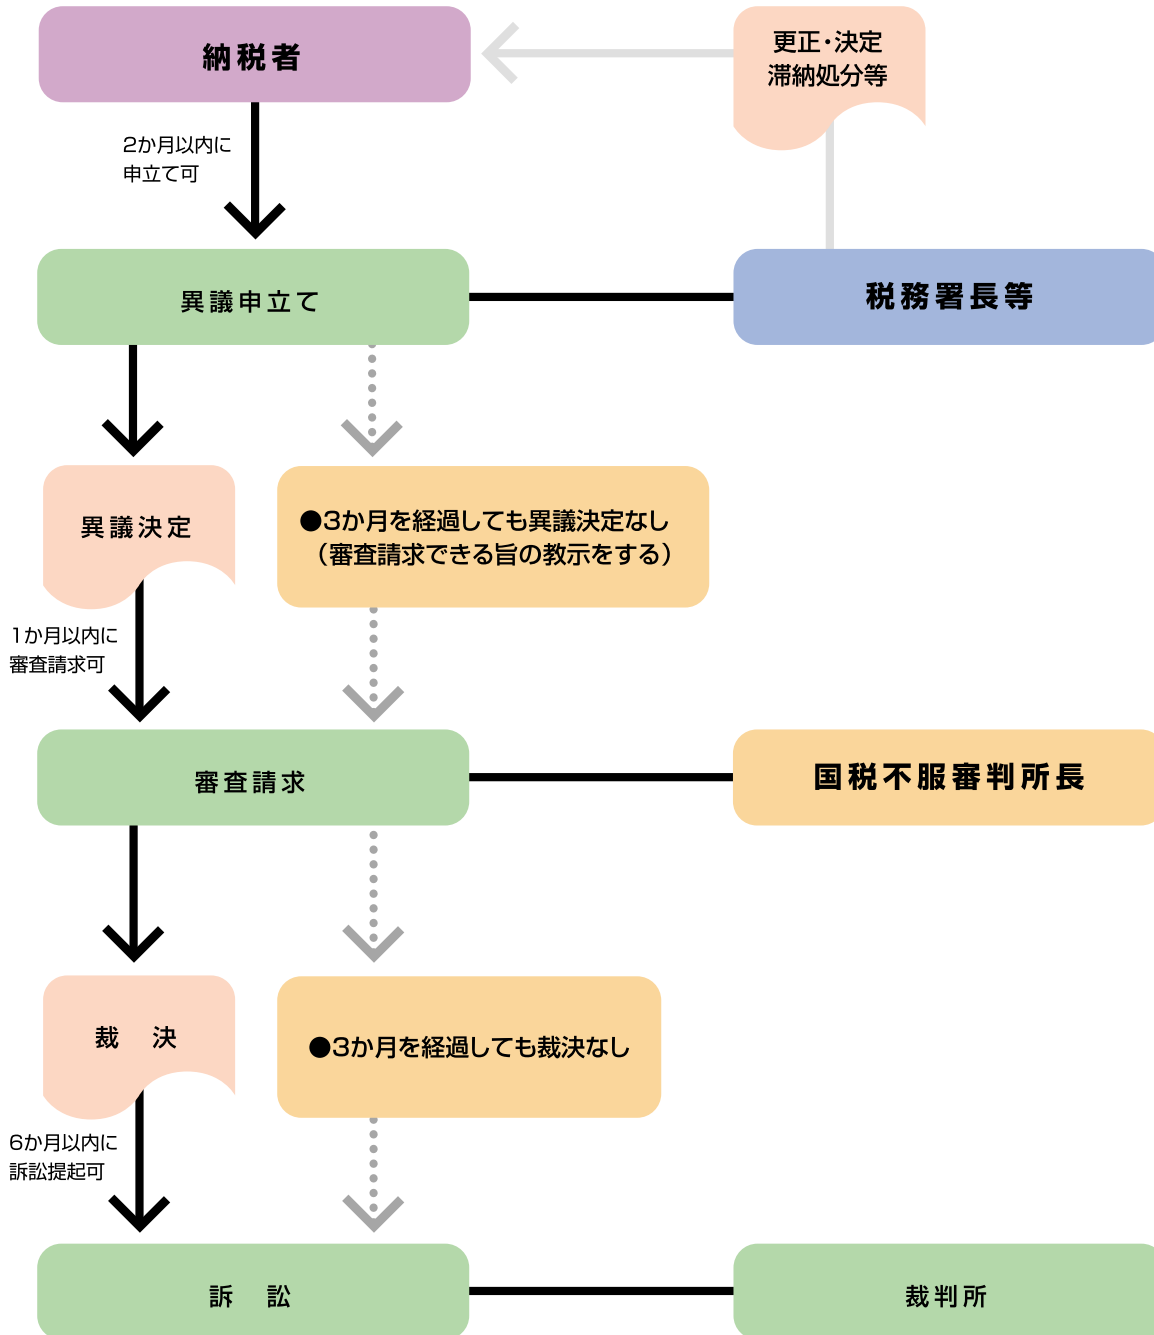 納税者
更正・決定
滞納処分等
2か月以内に
申立て可
異議申立て
税務署長等
異議決定
●3か月を経過しても異議決定なし
（審査請求できる旨の教示をする）
1か月以内に
審査請求可
審査請求
国税不服審判所長
裁　決
●3か月を経過しても裁決なし
6か月以内に
訴訟提起可
訴　訟
裁判所